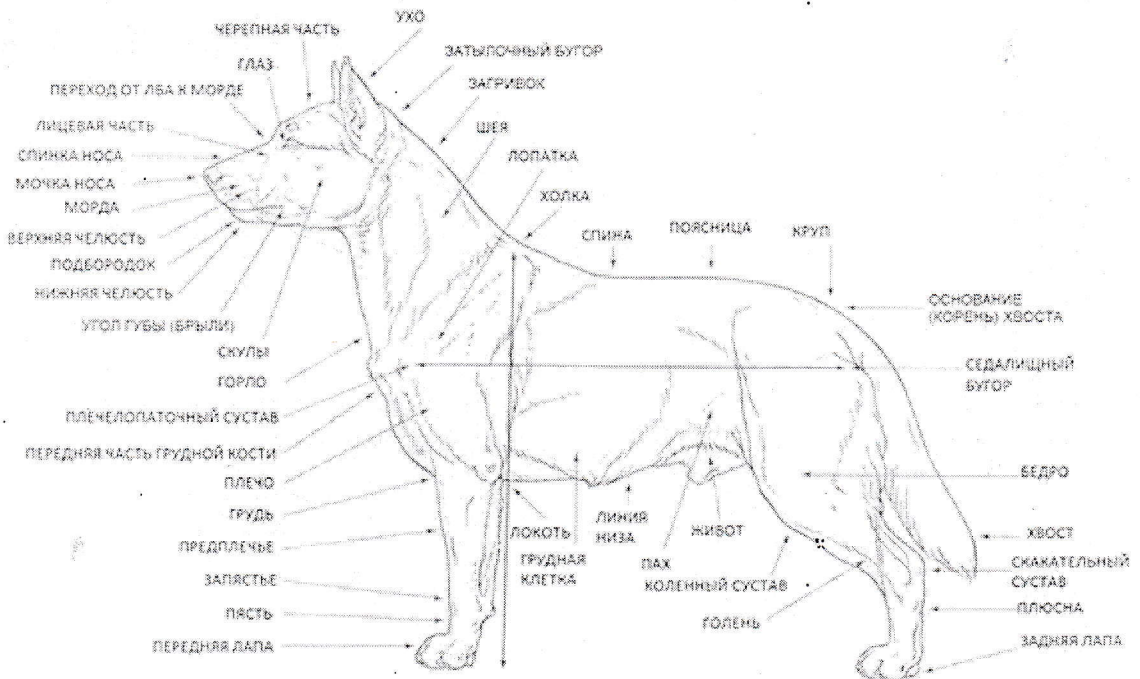 УХО
ЧЕРЕПНАЯ ЧАСТЬ
ГЛАЗ
ПЕРЕХОД ОТ ЛБА К МОРДЕ
ЛИЦЕВАЯ ЧАСТЬ
СПИНКА НОСА
МОЧКА НОСА
МОРДА
ВЕРХНЯЯ ЧЕЛЮСТЬ
ПОДБОРОДОК
НИЖНЯЯ ЧЕЛЮСТЬ
УГОЛ ГУБЫ (БРЫЛИ)
СКУЛЫ
ГОРЛО
ПЛЕЧЕЛОПАТОЧНЫЙ СУСТАВ
ПЕРЕДНЯЯ ЧАСТЬ ГРУДНОЙ КОСТИ
ПЛЕЧО
ГРУДЬ
ПРЕДПЛЕЧЬЕ
ЗАПЯСТЬЕ
ПЯСТЬ
ПЕРЕДНЯЯ ЛАПА
ЗАТЫЛОЧНЫЙ БУГОР
ЗАГРИВОК
ШЕЯ
ЛОПАТКА
ХОЛКА
СПИНА
ПОЯСНИЦА
КРУП
ОСНОВАНИЕ
(КОРЕНЬ) ХВОСТА
СЕДАЛИЩНЫЙ
БУГОР
БЕДРО
ХВОСТ
СКАКАТЕЛЬНЫЙ
СУСТАВ
ПЛЮСНА
ЗАДНЯЯ ЛАПА
ЛОКОТЬ
ГРУДНАЯ
КЛЕТКА
ЛИНИЯ
НИЗА
ПАХ
ЖИВОТ
КОЛЕННЫЙ СУСТАВ
ГОЛЕНЬ